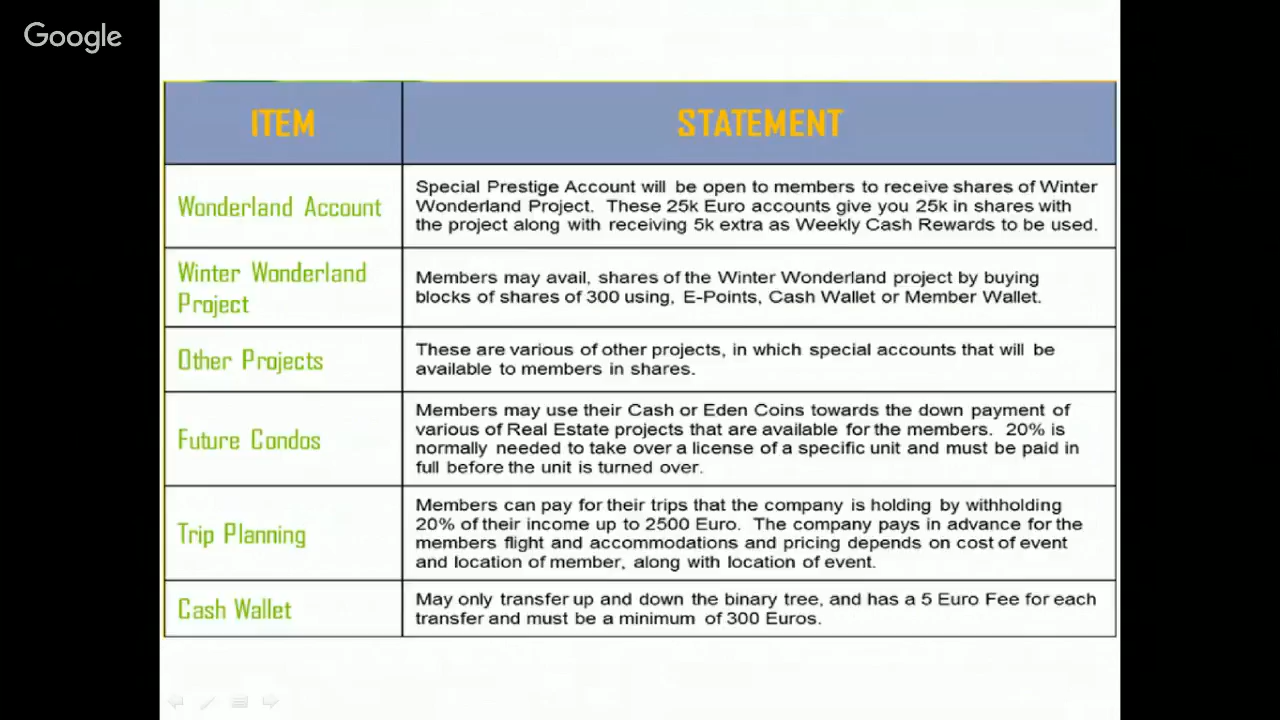 Google
ITEM
STATEMENT
Wonderland Account
Special Prestige Account will be open to members to receive shares of Winter
Wonderland Project. These 25k Euro accounts give you 25k in shares with
the project along with receiving 5k extra as Weekly Cash Rewards to be used.
Winter Wonderland
Project
Members may avail, shares of the Winter Wonderland project by buying
blocks of shares of 300 using, E-Points, Cash Wallet or Member Wallet.
Other Projects
These are various of other projects, in which special accounts that will be
available to members in shares.
Future Condos
Members may use their Cash or Eden Coins towards the down payment of
various of Real Estate projects that are available for the members. 20% is
normally needed to take over a license of a specific unit and must be paid in
full before the unit is turned over.
Trip Planning
Members can pay for their trips that the company is holding by withholding
20% of their income up to 2500 Euro. The company pays in advance for the
members flight and accommodations and pricing depends on cost of event
and location of member, along with location of event.
Cash Wallet
May only transfer up and down the binary tree, and has a 5 Euro Fee for each
transfer and must be a minimum of 300 Euros.